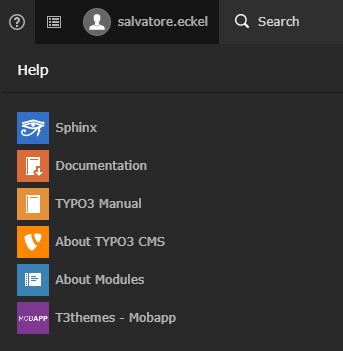 salvatore.eckel Search
Help
Sphinx
Documentation
TYPO3 Manual
About TYPO3 CMS
About Modules
MOBAPP T3themes - Mobapp